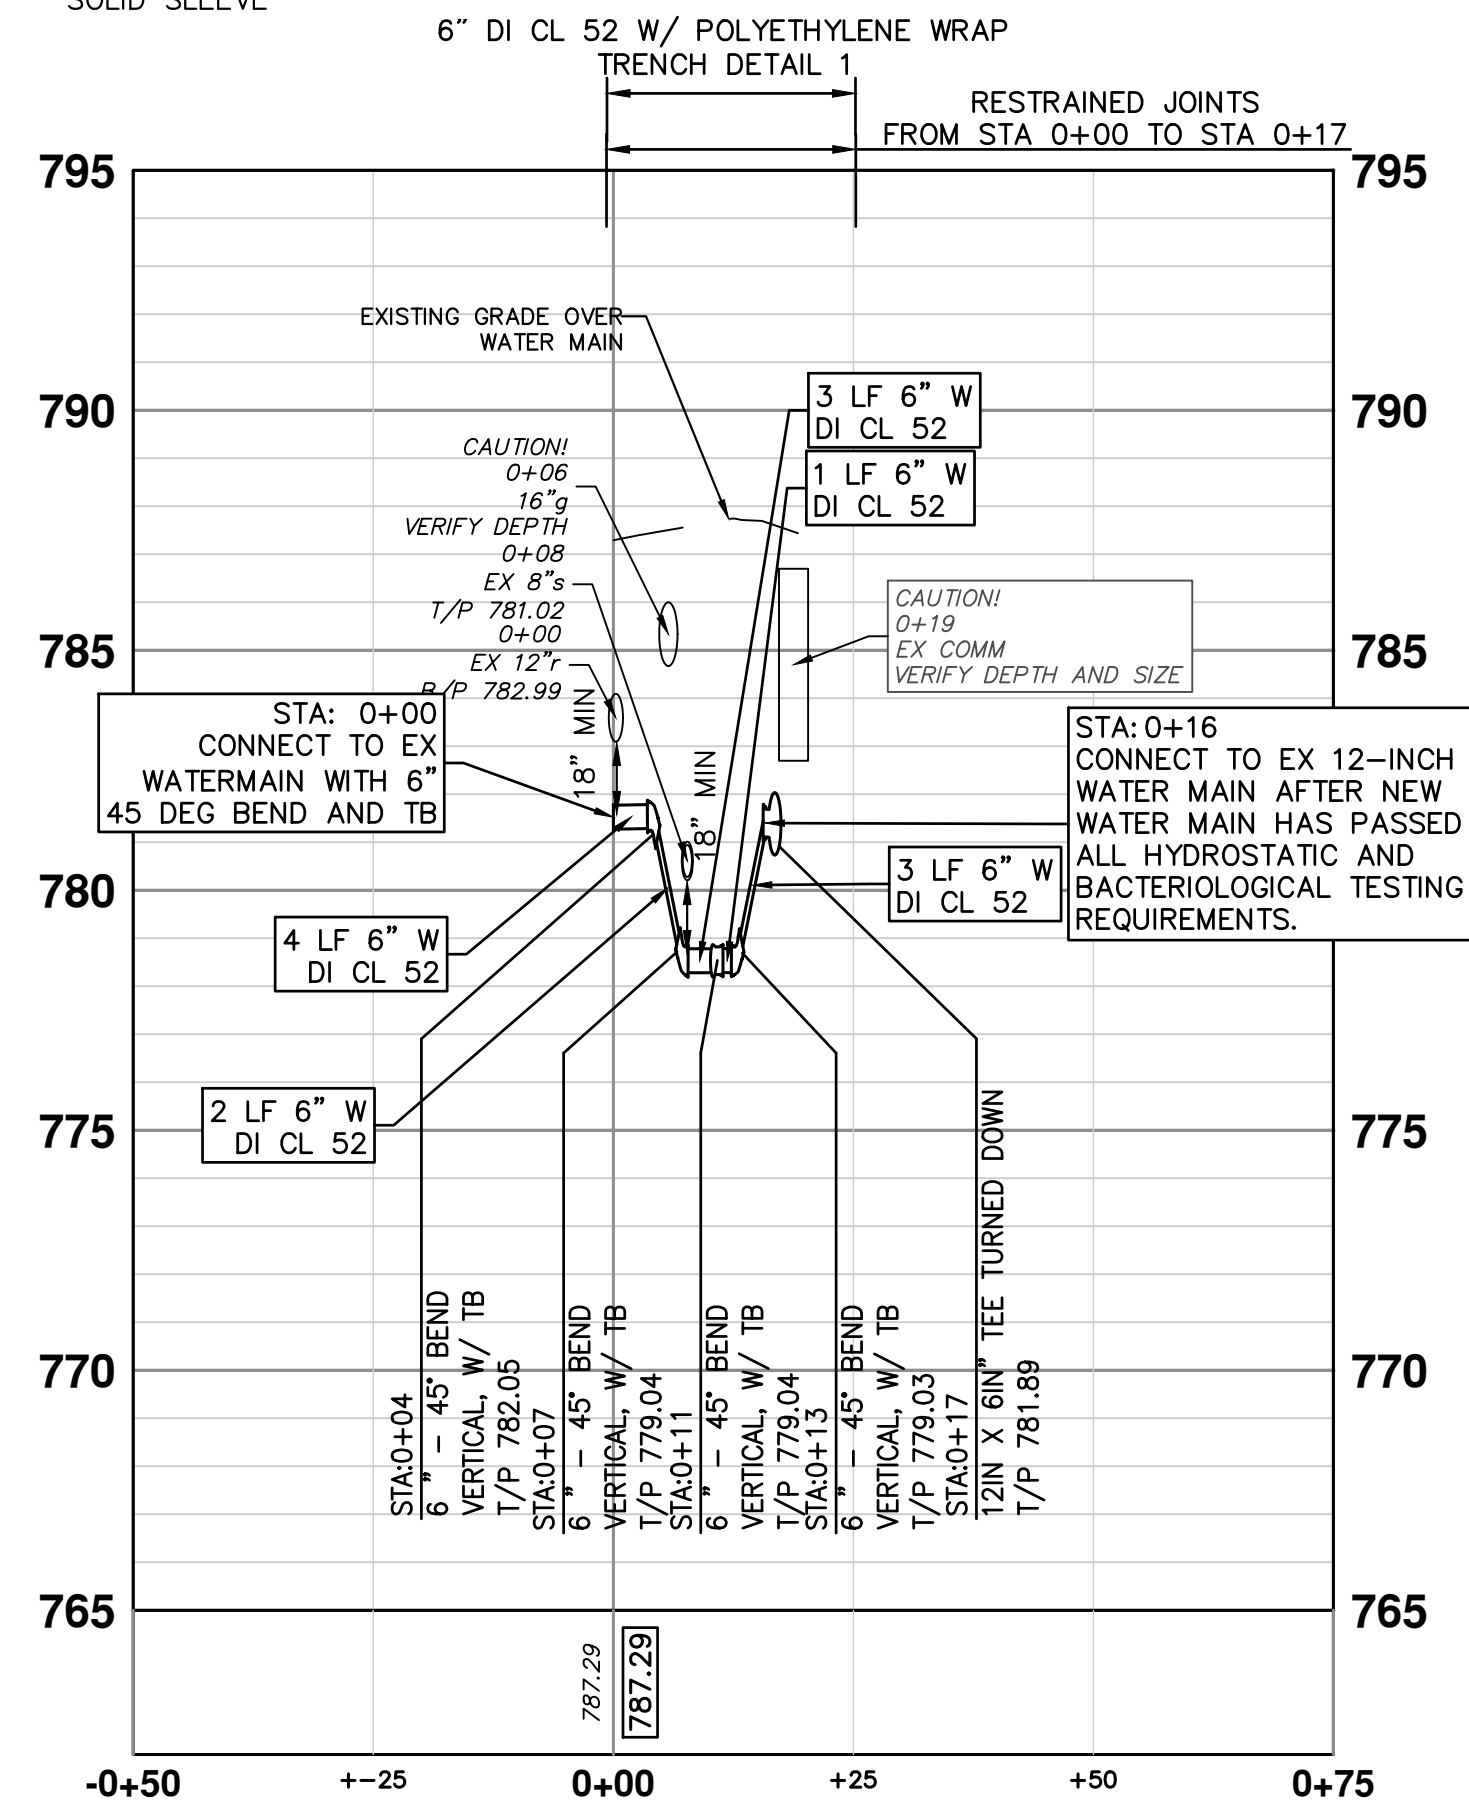 SOLID SLEEVE
6" DI CL 52 W/ POLYETHYLENE WRAP
TRENCH DETAIL 1
RESTRAINED JOINTS
FROM STA 0+00 TO STA 0+17
795
795
EXISTING GRADE OVER
WATER MAIN
790
790
3 LF 6" W
DI CL 52
1 LF 6" W
DI CL 52
CAUTION!
0+06
16"g
VERIFY DEPTH
0+08
EX 8"s
T/P 781.02
0+00
EX 12"r
B/P 782.99
CAUTION!
0+19
EX COMM
VERIFY DEPTH AND SIZE
785
785
18" MIN
18" MIN
STA: 0+00
CONNECT TO EX
WATERMAIN WITH 6"
45 DEG BEND AND TB
STA: 0+16
CONNECT TO EX 12-INCH
WATER MAIN AFTER NEW
WATER MAIN HAS PASSED
ALL HYDROSTATIC AND
BACTERIOLOGICAL TESTING
REQUIREMENTS.
780
780
3 LF 6" W
DI CL 52
4 LF 6" W
DI CL 52
2 LF 6" W
DI CL 52
775
775
STA:0+04
6 " - 45° BEND
VERTICAL, W/ TB
T/P 782.05
STA:0+07
6 " - 45° BEND
VERTICAL, W/ TB
T/P 779.04
STA:0+11
6 " - 45° BEND
VERTICAL, W/ TB
T/P 779.04
STA:0+13
6 " - 45° BEND
VERTICAL, W/ TB
T/P 779.03
STA:0+17
12IN X 6IN" TEE TURNED DOWN
T/P 781.89
770
770
765
765
787.29
787.29
-0+50
+-25
0+00
+25
+50
0+75